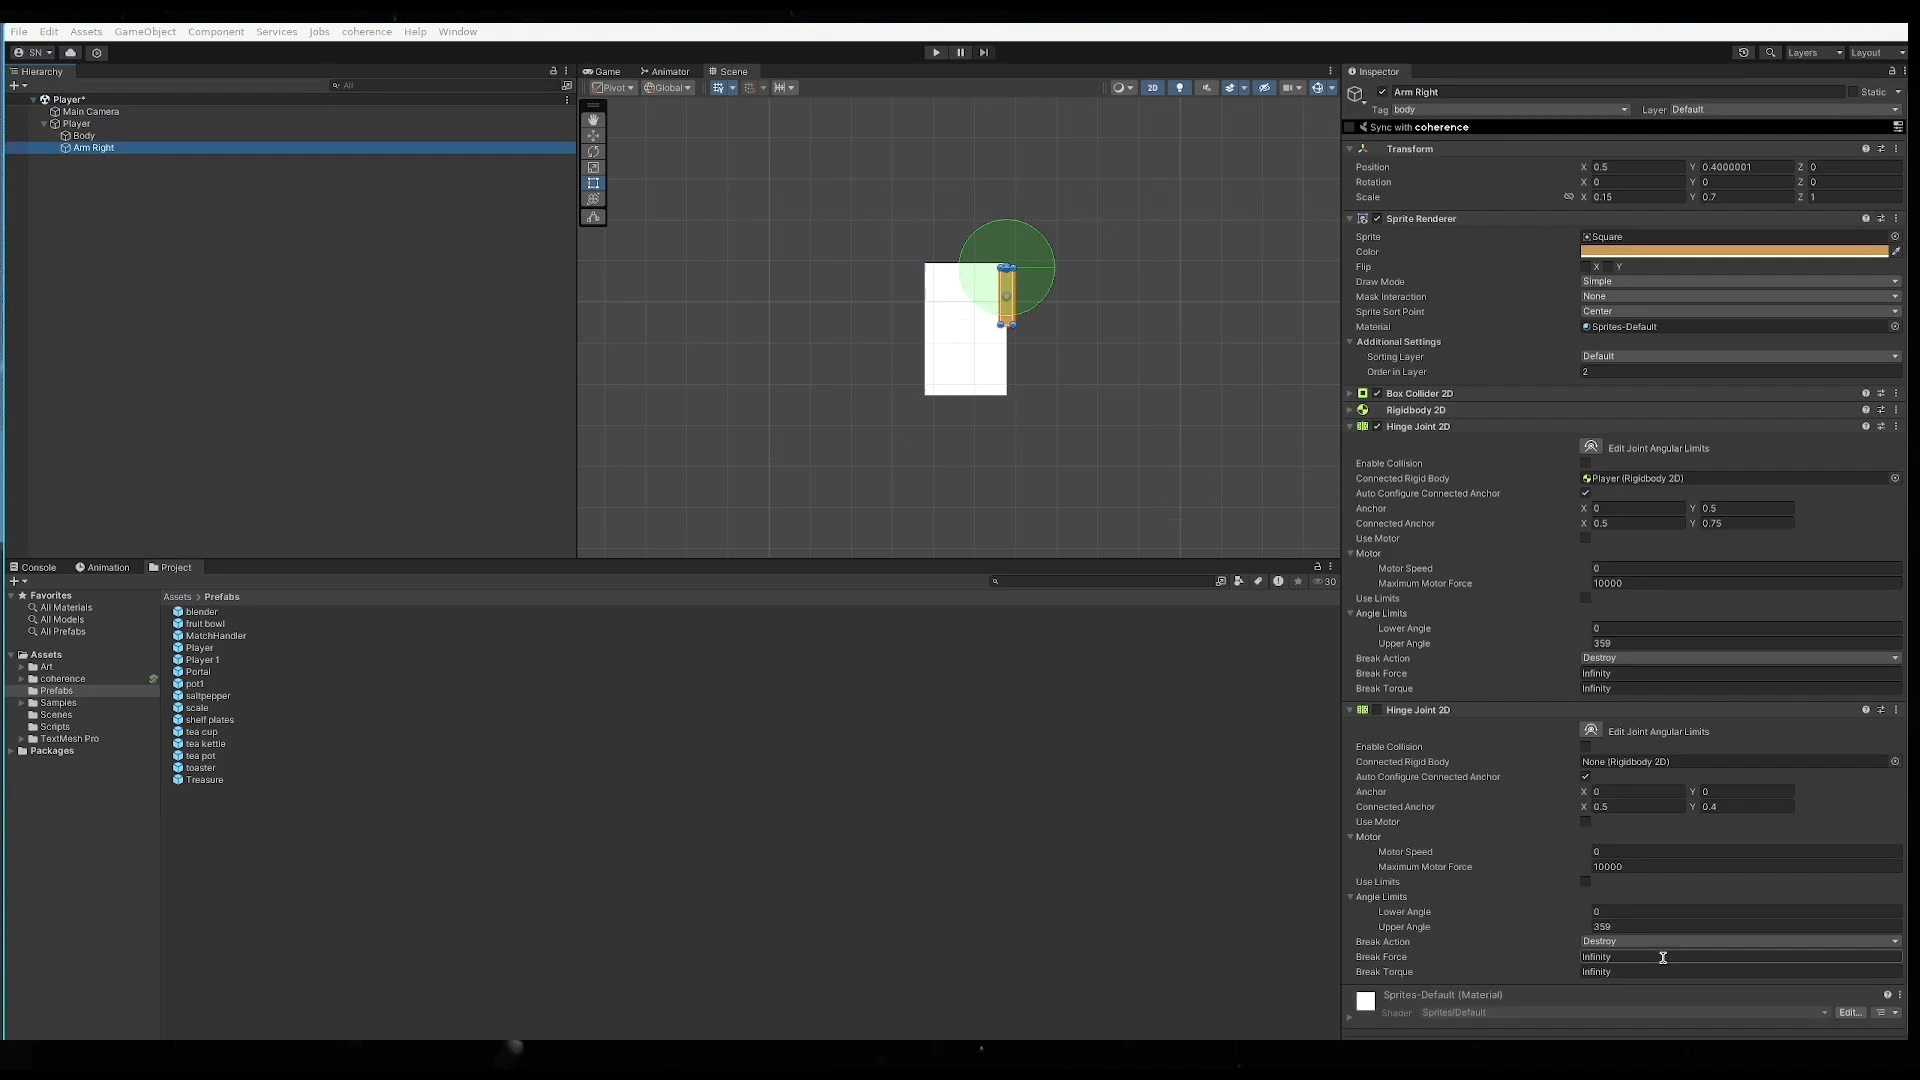 File Edit Assets GameObject Component Services Jobs coherence Help Window
SN Layers Layout
Hierarchy
All
Player*
Main Camera
Player
Body
Arm Right
Game Animator Scene
Pivot Global 2D
Inspector
Arm Right Static
Tag body Layer Default
Sync with coherence
Transform
Position X 0.5 Y 0.4000001 Z 0
Rotation X 0 Y 0 Z 0
Scale X 0.15 Y 0.7 Z 1
Sprite Renderer
Sprite Square
Color
Flip X Y
Draw Mode Simple
Mask Interaction None
Sprite Sort Point Center
Material Sprites-Default
Additional Settings
Sorting Layer Default
Order in Layer 2
Box Collider 2D
Rigidbody 2D
Hinge Joint 2D
Edit Joint Angular Limits
Enable Collision
Connected Rigid Body Player (Rigidbody 2D)
Auto Configure Connected Anchor
Anchor X 0 Y 0.5
Connected Anchor X 0.5 Y 0.75
Use Motor
Motor
Motor Speed 0
Maximum Motor Force 10000
Use Limits
Angle Limits
Lower Angle 0
Upper Angle 359
Break Action Destroy
Break Force Infinity
Break Torque Infinity
Hinge Joint 2D
Edit Joint Angular Limits
Enable Collision
Connected Rigid Body None (Rigidbody 2D)
Auto Configure Connected Anchor
Anchor X 0 Y 0
Connected Anchor X 0.5 Y 0.4
Use Motor
Motor
Motor Speed 0
Maximum Motor Force 10000
Use Limits
Angle Limits
Lower Angle 0
Upper Angle 359
Break Action Destroy
Break Force Infinity
Break Torque Infinity
Sprites-Default (Material)
Shader Sprites/Default Edit...
Console Animation Project
30
Favorites
All Materials
All Models
All Prefabs
Assets
Art
coherence
Prefabs
Samples
Scenes
Scripts
TextMesh Pro
Packages
Assets > Prefabs
blender
fruit bowl
MatchHandler
Player
Player 1
Portal
pot1
saltpepper
scale
shelf plates
tea cup
tea kettle
tea pot
toaster
Treasure